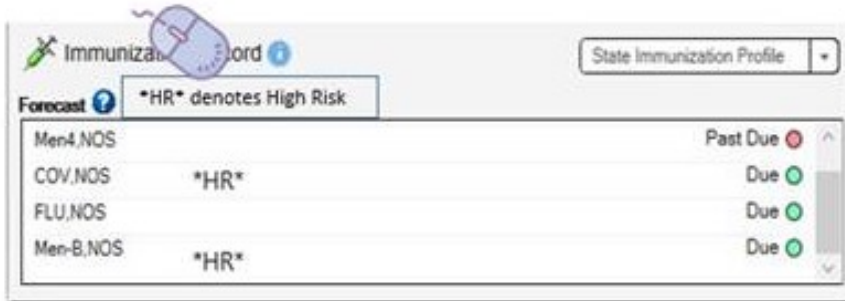 Immuniza ord
State Immunization Profile
Forecast *HR* denotes High Risk
Men4,NOS Past Due
COV,NOS *HR* Due
FLU,NOS Due
Men-B,NOS *HR* Due